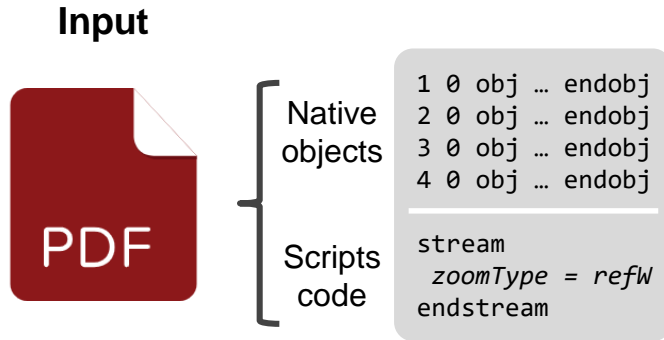 Input
PDF
Native
objects
1 0 obj … endobj
2 0 obj … endobj
3 0 obj … endobj
4 0 obj … endobj
Scripts
code
stream
zoomType = refW
endstream